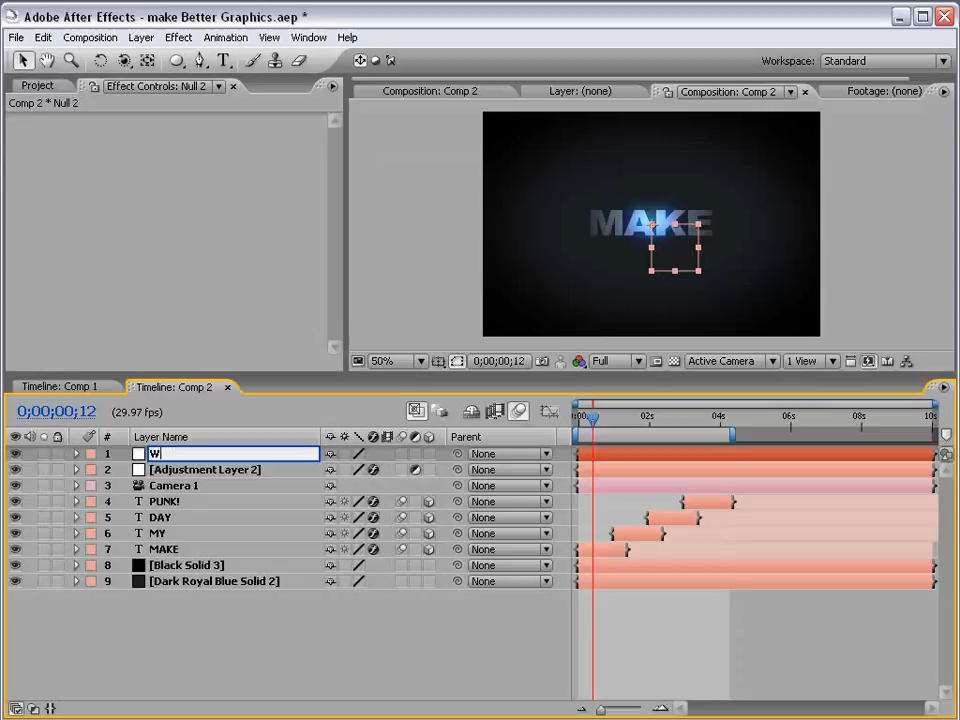 Adobe After Effects - make Better Graphics.aep *
File Edit Composition Layer Effect Animation View Window Help
Workspace: Standard
Project Effect Controls: Null 2
Comp 2 * Null 2
Composition: Comp 2 Layer: (none) Composition: Comp 2 Footage: (none)
MAKE
50% 0;00;00;12 Full Active Camera 1 View
Timeline: Comp 1 Timeline: Comp 2
0;00;00;12 (29.97 fps)
:00s 02s 04s 06s 08s 10s
# Layer Name Parent
1 W None
2 [Adjustment Layer 2] None
3 Camera 1 None
4 T PUNK! None
5 T DAY None
6 T MY None
7 T MAKE None
8 [Black Solid 3] None
9 [Dark Royal Blue Solid 2] None